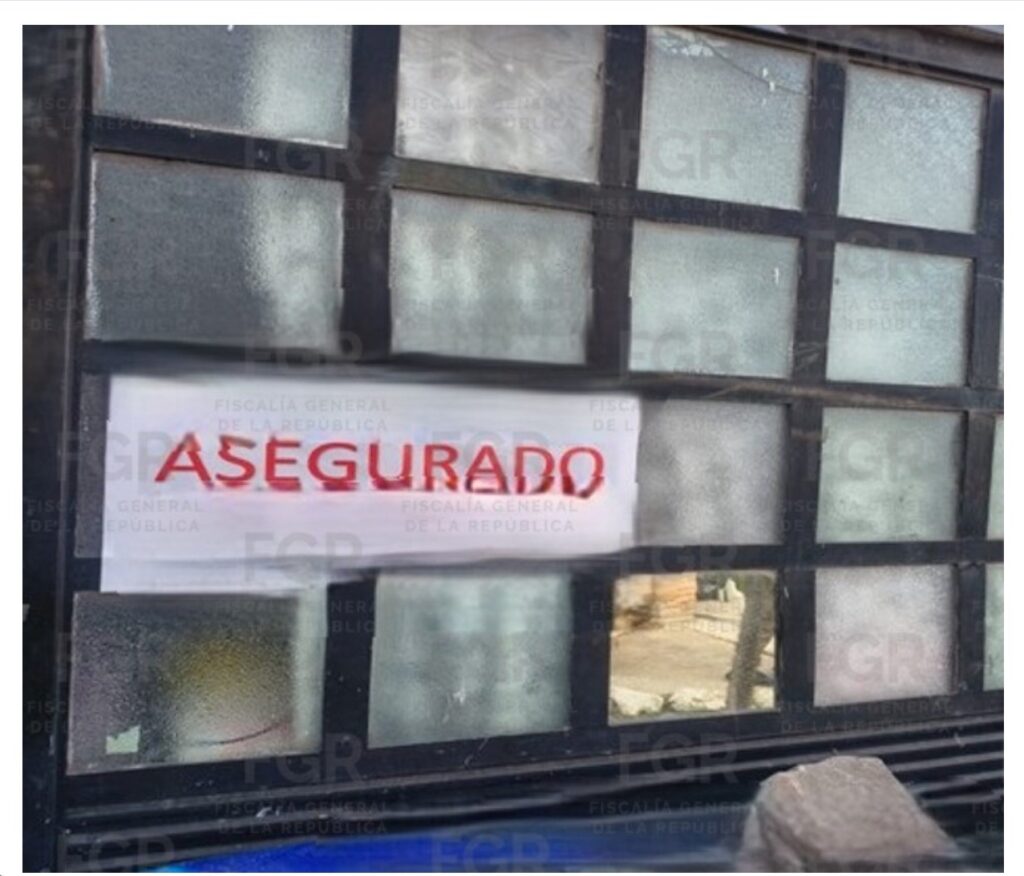 ASEGURADO
FGR
FISCALÍA GENERAL
DE LA REPÚBLICA